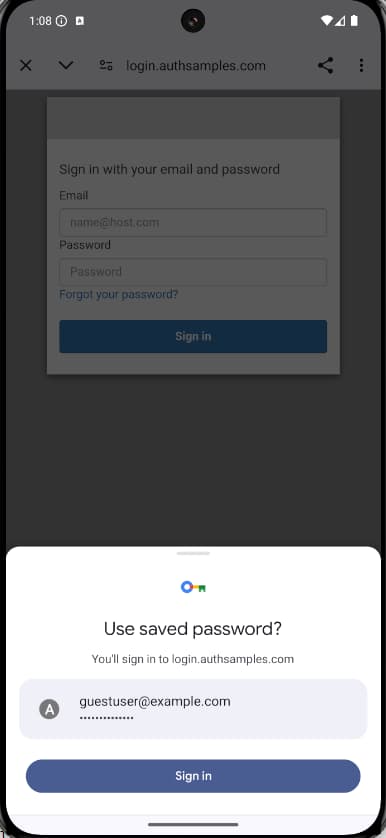 1:08
login.authsamples.com
Sign in with your email and password
Email
name@host.com
Password
Password
Forgot your password?
Sign in
Use saved password?
You'll sign in to login.authsamples.com
A
guestuser@example.com
••••••••••••••
Sign in